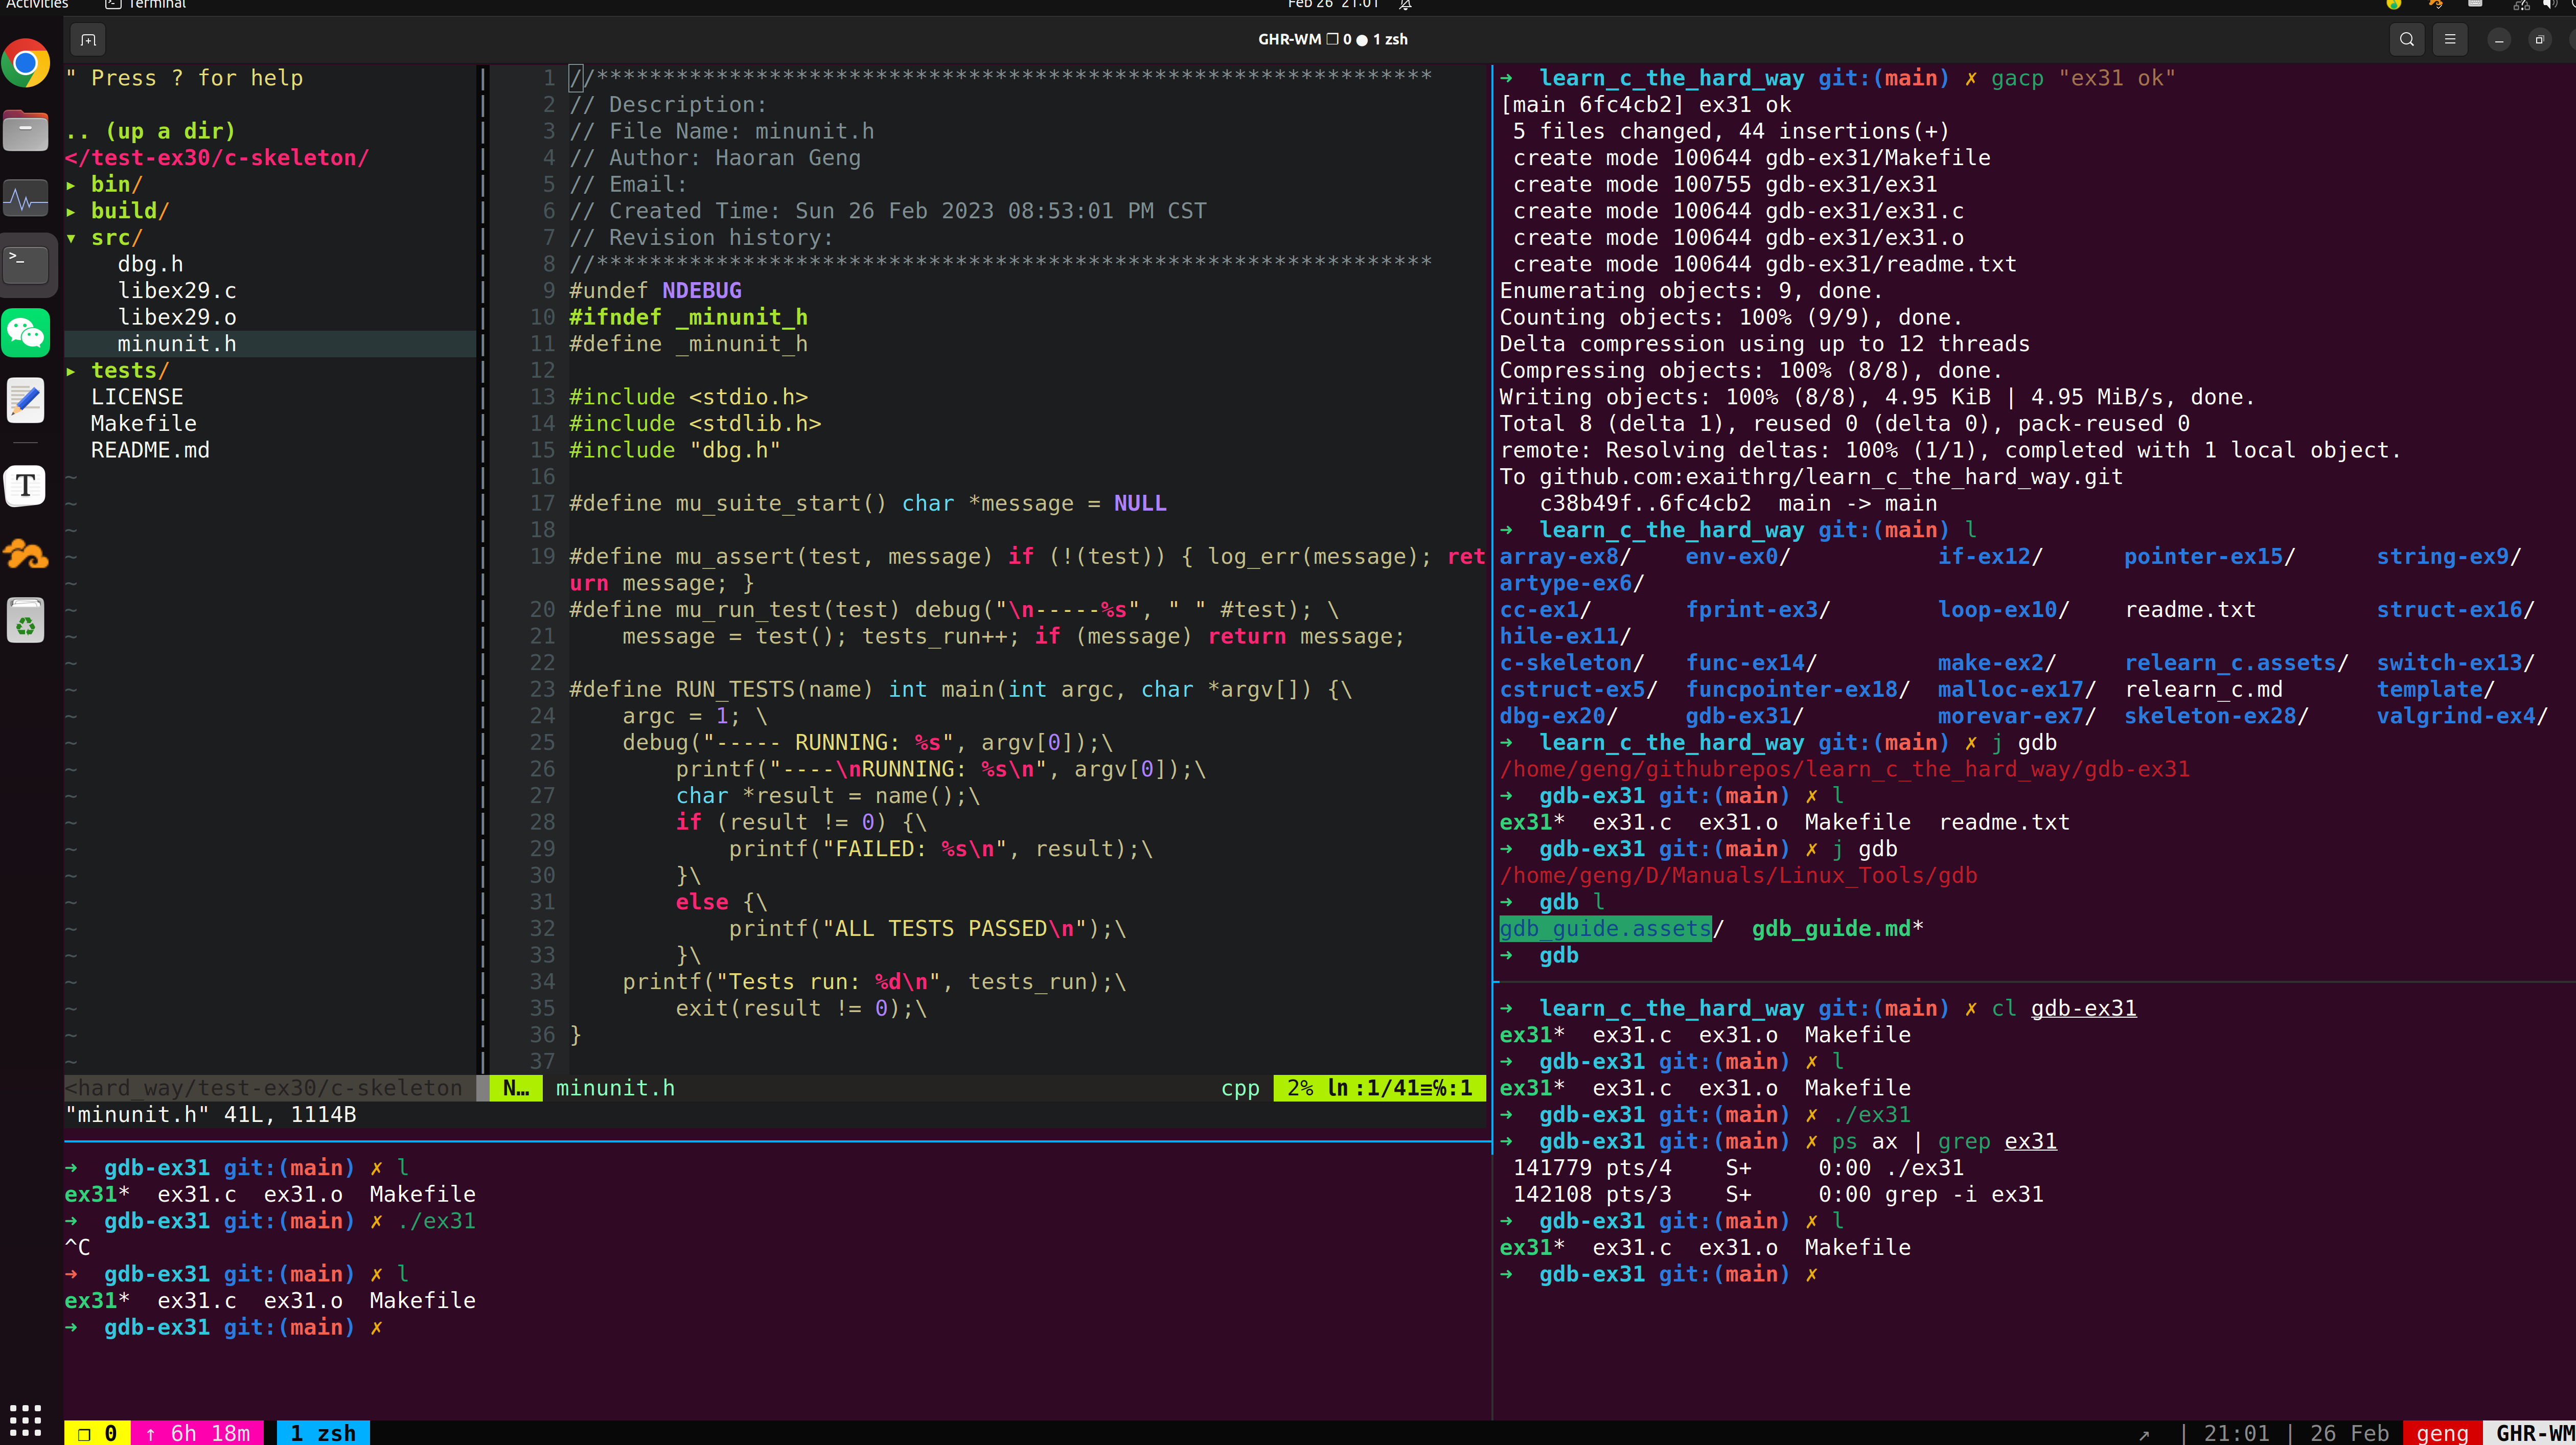 Activities
Terminal
Feb 26 21:01
GHR-WM ❐ 0 ● 1 zsh
" Press ? for help
.. (up a dir)
</test-ex30/c-skeleton/
▸ bin/
▸ build/
▾ src/
dbg.h
libex29.c
libex29.o
minunit.h
▸ tests/
LICENSE
Makefile
README.md
<hard_way/test-ex30/c-skeleton
1 //***************************************************************
2 // Description:
3 // File Name: minunit.h
4 // Author: Haoran Geng
5 // Email:
6 // Created Time: Sun 26 Feb 2023 08:53:01 PM CST
7 // Revision history:
8 //***************************************************************
9 #undef NDEBUG
10 #ifndef _minunit_h
11 #define _minunit_h
12
13 #include <stdio.h>
14 #include <stdlib.h>
15 #include "dbg.h"
16
17 #define mu_suite_start() char *message = NULL
18
19 #define mu_assert(test, message) if (!(test)) { log_err(message); ret
urn message; }
20 #define mu_run_test(test) debug("\n-----%s", " " #test); \
21     message = test(); tests_run++; if (message) return message;
22
23 #define RUN_TESTS(name) int main(int argc, char *argv[]) {\
24     argc = 1; \
25     debug("----- RUNNING: %s", argv[0]);\
26         printf("----\nRUNNING: %s\n", argv[0]);\
27         char *result = name();\
28         if (result != 0) {\
29             printf("FAILED: %s\n", result);\
30         }\
31         else {\
32             printf("ALL TESTS PASSED\n");\
33         }\
34     printf("Tests run: %d\n", tests_run);\
35         exit(result != 0);\
36 }
37
N… minunit.h cpp 2% ln :1/41≡%:1
"minunit.h" 41L, 1114B
➜ gdb-ex31 git:(main) ✗ l
ex31* ex31.c ex31.o Makefile
➜ gdb-ex31 git:(main) ✗ ./ex31
^C
➜ gdb-ex31 git:(main) ✗ l
ex31* ex31.c ex31.o Makefile
➜ gdb-ex31 git:(main) ✗
➜ learn_c_the_hard_way git:(main) ✗ gacp "ex31 ok"
[main 6fc4cb2] ex31 ok
5 files changed, 44 insertions(+)
create mode 100644 gdb-ex31/Makefile
create mode 100755 gdb-ex31/ex31
create mode 100644 gdb-ex31/ex31.c
create mode 100644 gdb-ex31/ex31.o
create mode 100644 gdb-ex31/readme.txt
Enumerating objects: 9, done.
Counting objects: 100% (9/9), done.
Delta compression using up to 12 threads
Compressing objects: 100% (8/8), done.
Writing objects: 100% (8/8), 4.95 KiB | 4.95 MiB/s, done.
Total 8 (delta 1), reused 0 (delta 0), pack-reused 0
remote: Resolving deltas: 100% (1/1), completed with 1 local object.
To github.com:exaithrg/learn_c_the_hard_way.git
c38b49f..6fc4cb2 main -> main
➜ learn_c_the_hard_way git:(main) l
array-ex8/ env-ex0/ if-ex12/ pointer-ex15/ string-ex9/
artype-ex6/
cc-ex1/ fprint-ex3/ loop-ex10/ readme.txt struct-ex16/
hile-ex11/
c-skeleton/ func-ex14/ make-ex2/ relearn_c.assets/ switch-ex13/
cstruct-ex5/ funcpointer-ex18/ malloc-ex17/ relearn_c.md template/
dbg-ex20/ gdb-ex31/ morevar-ex7/ skeleton-ex28/ valgrind-ex4/
➜ learn_c_the_hard_way git:(main) ✗ j gdb
/home/geng/githubrepos/learn_c_the_hard_way/gdb-ex31
➜ gdb-ex31 git:(main) ✗ l
ex31* ex31.c ex31.o Makefile readme.txt
➜ gdb-ex31 git:(main) ✗ j gdb
/home/geng/D/Manuals/Linux_Tools/gdb
➜ gdb l
gdb_guide.assets/ gdb_guide.md*
➜ gdb
➜ learn_c_the_hard_way git:(main) ✗ cl gdb-ex31
ex31* ex31.c ex31.o Makefile
➜ gdb-ex31 git:(main) ✗ l
ex31* ex31.c ex31.o Makefile
➜ gdb-ex31 git:(main) ✗ ./ex31
➜ gdb-ex31 git:(main) ✗ ps ax | grep ex31
141779 pts/4 S+ 0:00 ./ex31
142108 pts/3 S+ 0:00 grep -i ex31
➜ gdb-ex31 git:(main) ✗ l
ex31* ex31.c ex31.o Makefile
➜ gdb-ex31 git:(main) ✗
❐ 0 ↑ 6h 18m 1 zsh
↗ | 21:01 | 26 Feb geng GHR-WM